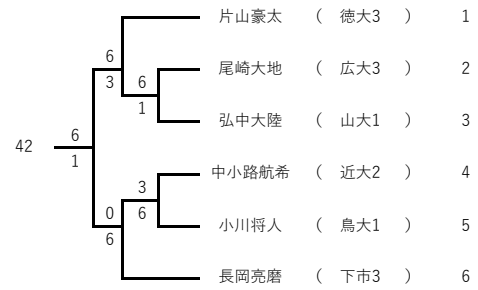 片山豪太 ( 徳大3 ) 1
6
3
尾崎大地 ( 広大3 ) 2
6
1
弘中大陸 ( 山大1 ) 3
42
6
1
中小路航希 ( 近大2 ) 4
3
6
小川将人 ( 鳥大1 ) 5
0
6
長岡亮磨 ( 下市3 ) 6